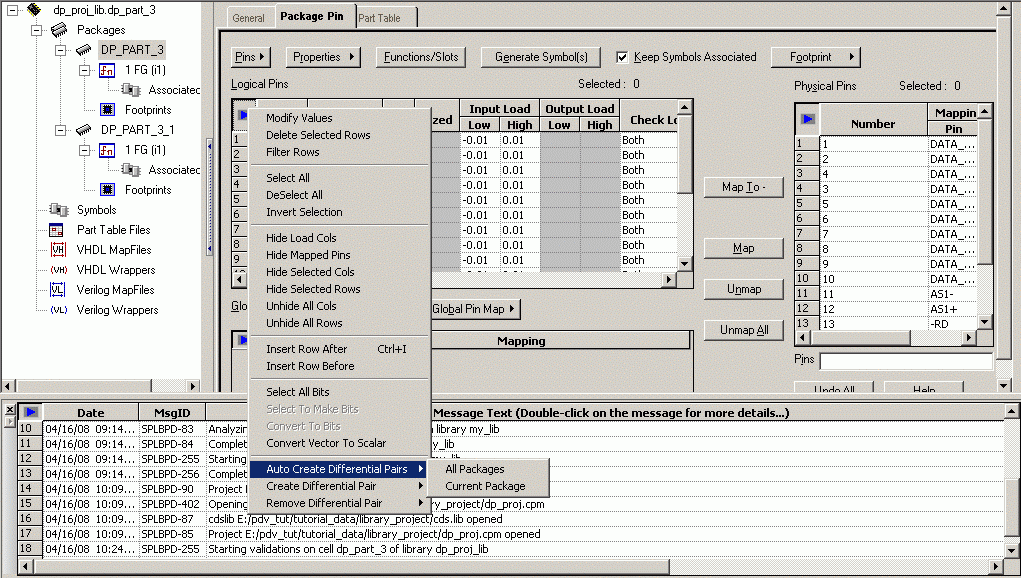 dp_proj_lib.dp_part_3
Packages
DP_PART_3
1 FG (i1)
Associated
Footprints
DP_PART_3_1
1 FG (i1)
Associated
Footprints
Symbols
Part Table Files
VHDL MapFiles
VHDL Wrappers
Verilog MapFiles
Verilog Wrappers
General Package Pin Part Table
Pins Properties Functions/Slots Generate Symbol(s) Keep Symbols Associated Footprint
Logical Pins Selected : 0
Input Load Output Load
zed Low High Low High Check Lo
1 -0.01 0.01 Both
2 -0.01 0.01 Both
3 -0.01 0.01 Both
4 -0.01 0.01 Both
5 -0.01 0.01 Both
6 -0.01 0.01 Both
7 -0.01 0.01 Both
8 -0.01 0.01 Both
9 -0.01 0.01 Both
Glo
Global Pin Map
Mapping
Map To -
Map
Unmap
Unmap All
Physical Pins Selected : 0
Number Mappin
Pin
1 1 DATA_...
2 2 DATA_...
3 4 DATA_...
4 3 DATA_...
5 5 DATA_...
6 6 DATA_...
7 7 DATA_...
8 8 DATA_...
9 9 DATA_...
10 10 DATA_...
11 11 AS1-
12 12 AS1+
13 13 -RD
Pins
Undo All Help
Modify Values
Delete Selected Rows
Filter Rows
Select All
DeSelect All
Invert Selection
Hide Load Cols
Hide Mapped Pins
Hide Selected Cols
Hide Selected Rows
Unhide All Cols
Unhide All Rows
Insert Row After Ctrl+I
Insert Row Before
Select All Bits
Select To Make Bits
Convert To Bits
Convert Vector To Scalar
Auto Create Differential Pairs
Create Differential Pair
Remove Differential Pair
All Packages
Current Package
Date MsgID Message Text (Double-click on the message for more details...)
10 04/16/08 09:14... SPLBPD-83 Analyzin n library my_lib
11 04/16/08 09:14... SPLBPD-84 Complet y_lib
12 04/16/08 09:14... SPLBPD-255 Starting my_lib
13 04/16/08 09:14... SPLBPD-256 Complet
14 04/16/08 10:09... SPLBPD-90 Project
15 04/16/08 10:09... SPLBPD-402 Opening rary_project/dp_proj.cpm
16 04/16/08 10:09... SPLBPD-87 cdslib E:/pdv_tut/tutorial_data/library_project/cds.lib opened
17 04/16/08 10:09... SPLBPD-85 Project E:/pdv_tut/tutorial_data/library_project/dp_proj.cpm opened
18 04/16/08 10:24... SPLBPD-255 Starting validations on cell dp_part_3 of library dp_proj_lib